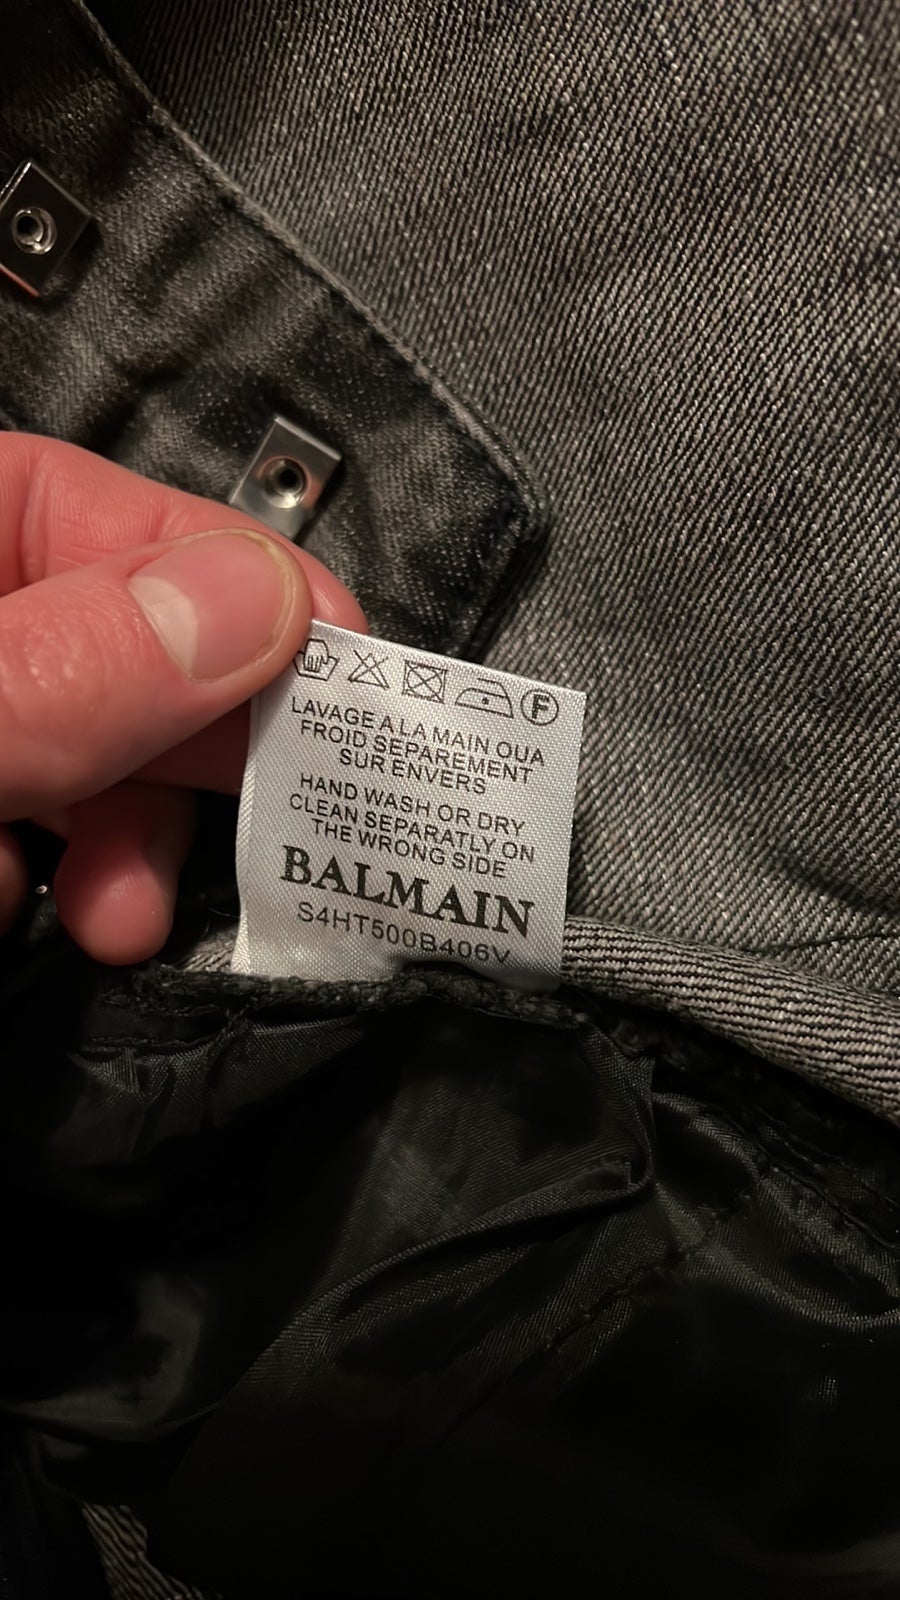 F
LAVAGE A LA MAIN OUA
FROID SEPAREMENT
SUR ENVERS
HAND WASH OR DRY
CLEAN SEPARATLY ON
THE WRONG SIDE
BALMAIN
S4HT500B406V